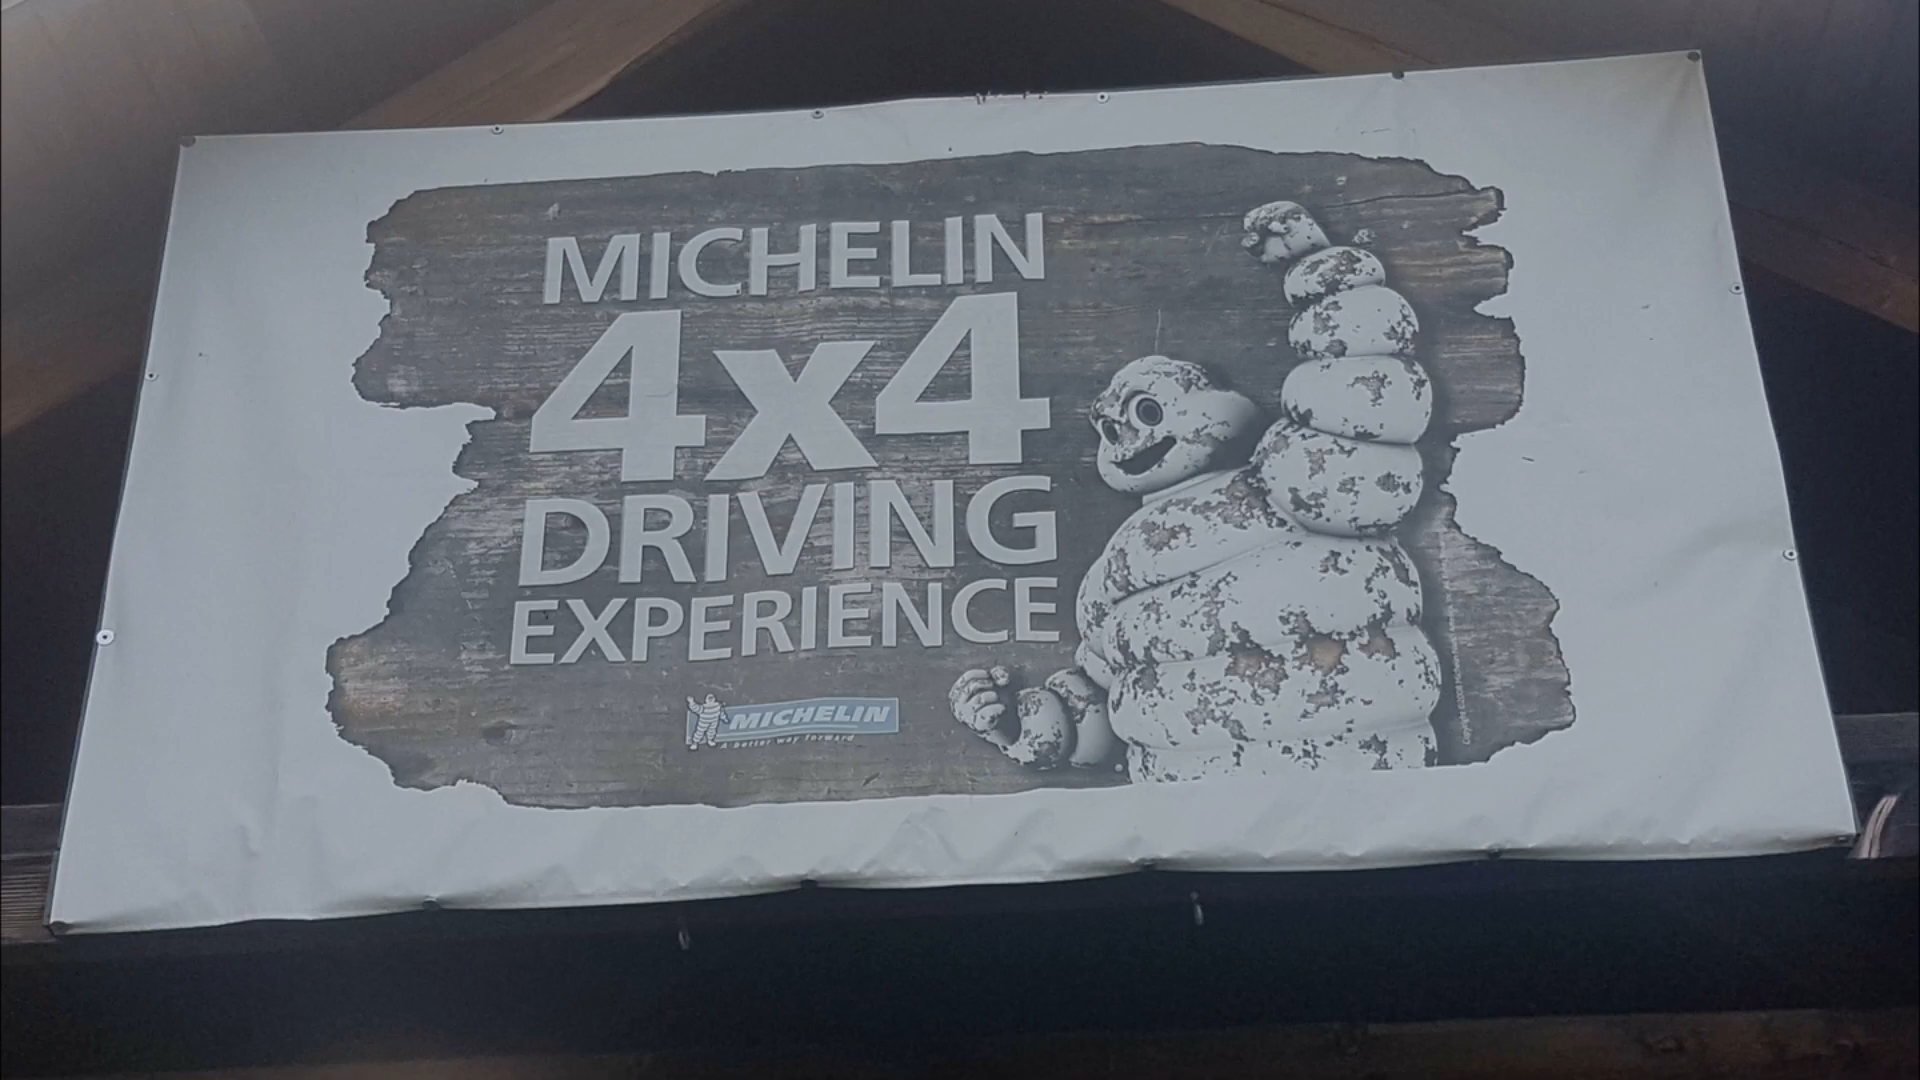 MICHELIN
4x4
DRIVING
EXPERIENCE
MICHELIN
A better way forward